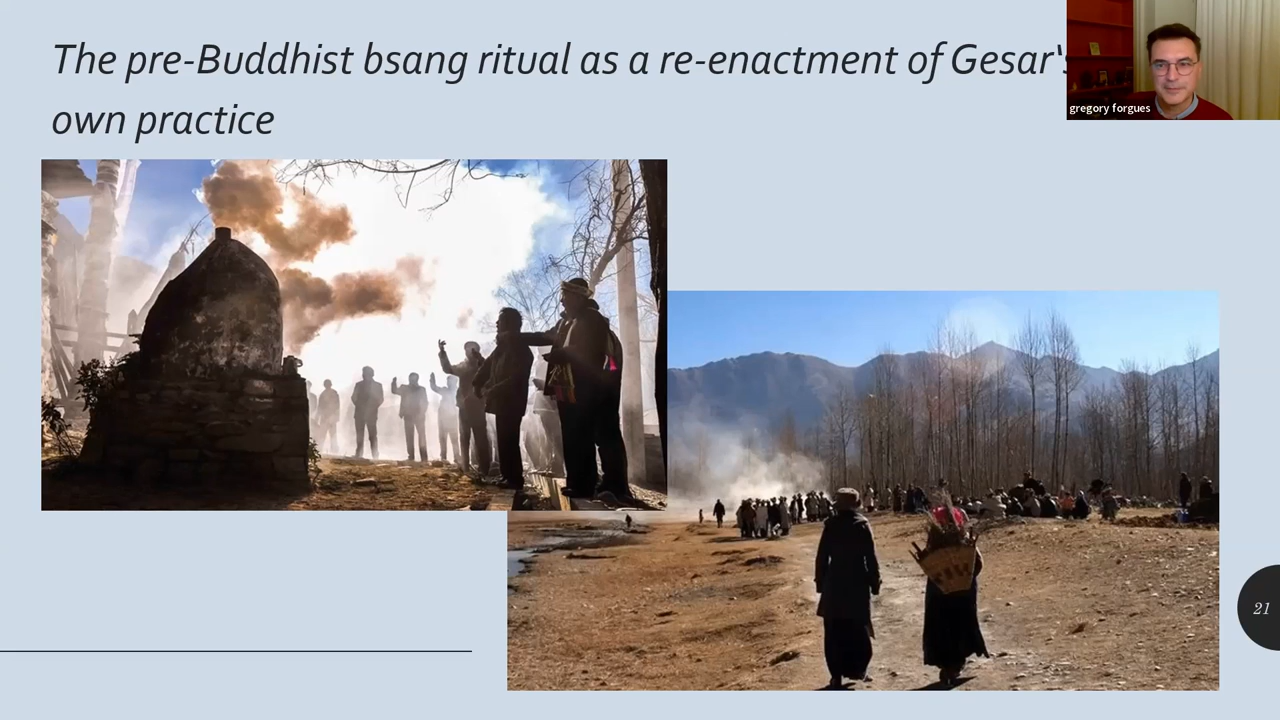 The pre-Buddhist bsang ritual as a re-enactment of Gesar's
own practice
gregory forgues
21